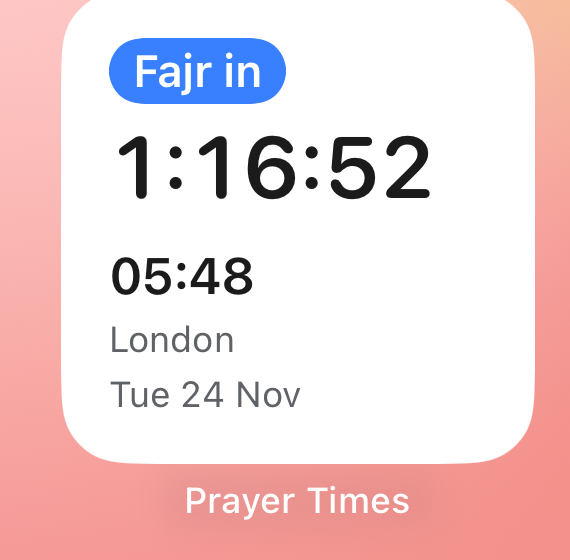 Fajr in
1:16:52
05:48
London
Tue 24 Nov
Prayer Times